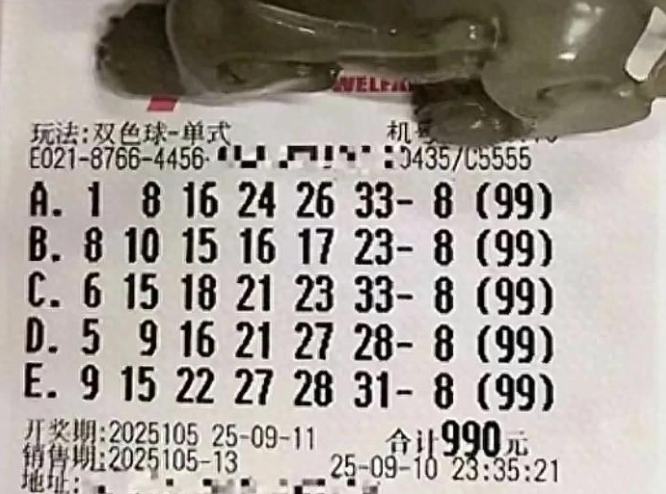 WELFA
玩法:双色球-单式 机号
E021-8766-4456- 0435/C5555
A. 1 8 16 24 26 33- 8 (99)
B. 8 10 15 16 17 23- 8 (99)
C. 6 15 18 21 23 33- 8 (99)
D. 5 9 16 21 27 28- 8 (99)
E. 9 15 22 27 28 31- 8 (99)
开奖期:2025105 25-09-11 合计990元
销售期:2025105-13 25-09-10 23:35:21
地址: